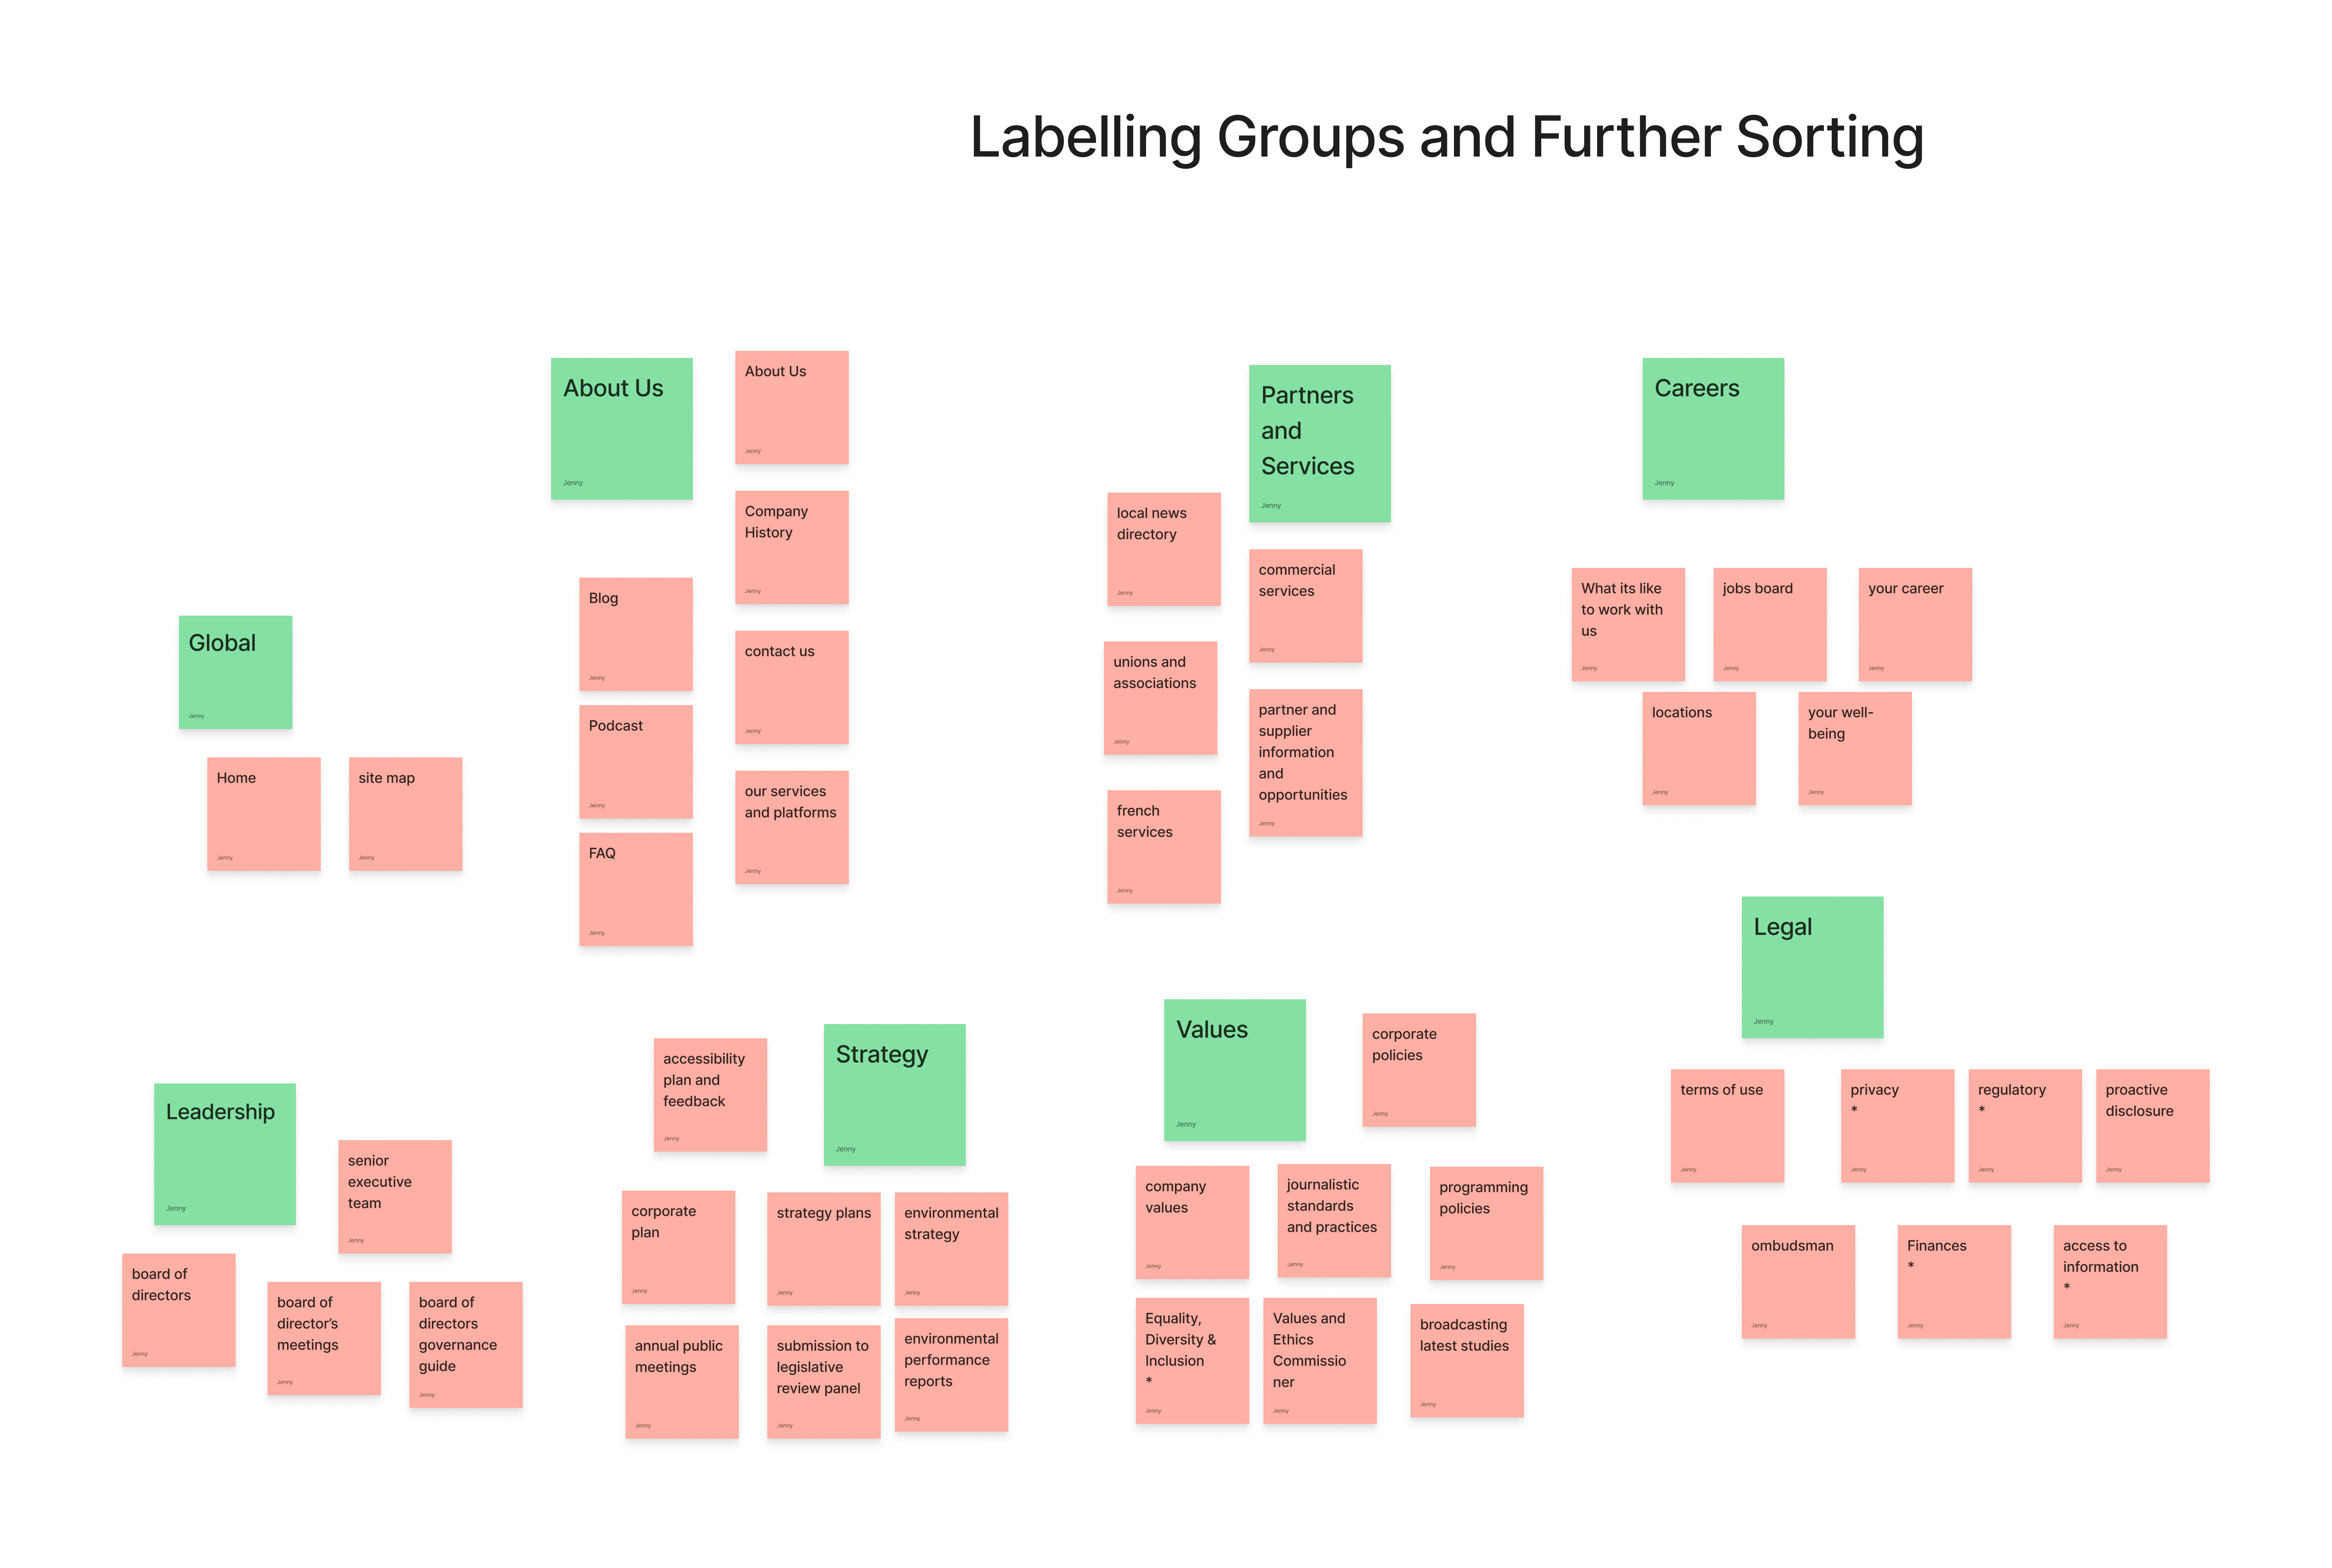 Labelling Groups and Further Sorting
Global
Jenny
Home
Jenny
site map
Jenny
About Us
Jenny
About Us
Jenny
Company
History
Jenny
contact us
Jenny
our services
and platforms
Jenny
Blog
Jenny
Podcast
Jenny
FAQ
Jenny
Partners
and
Services
Jenny
local news
directory
Jenny
commercial
services
Jenny
unions and
associations
Jenny
partner and
supplier
information
and
opportunities
Jenny
french
services
Jenny
Careers
Jenny
What its like
to work with
us
Jenny
jobs board
Jenny
your career
Jenny
locations
Jenny
your well-
being
Jenny
Leadership
Jenny
senior
executive
team
Jenny
board of
directors
Jenny
board of
director’s
meetings
Jenny
board of
directors
governance
guide
Jenny
Strategy
Jenny
accessibility
plan and
feedback
Jenny
corporate
plan
Jenny
strategy plans
Jenny
environmental
strategy
Jenny
annual public
meetings
Jenny
submission to
legislative
review panel
Jenny
environmental
performance
reports
Jenny
Values
Jenny
corporate
policies
Jenny
company
values
Jenny
journalistic
standards
and practices
Jenny
programming
policies
Jenny
Equality,
Diversity &
Inclusion
*
Jenny
Values and
Ethics
Commissio
ner
Jenny
broadcasting
latest studies
Jenny
Legal
Jenny
terms of use
Jenny
privacy
*
Jenny
regulatory
*
Jenny
proactive
disclosure
Jenny
ombudsman
Jenny
Finances
*
Jenny
access to
information
*
Jenny